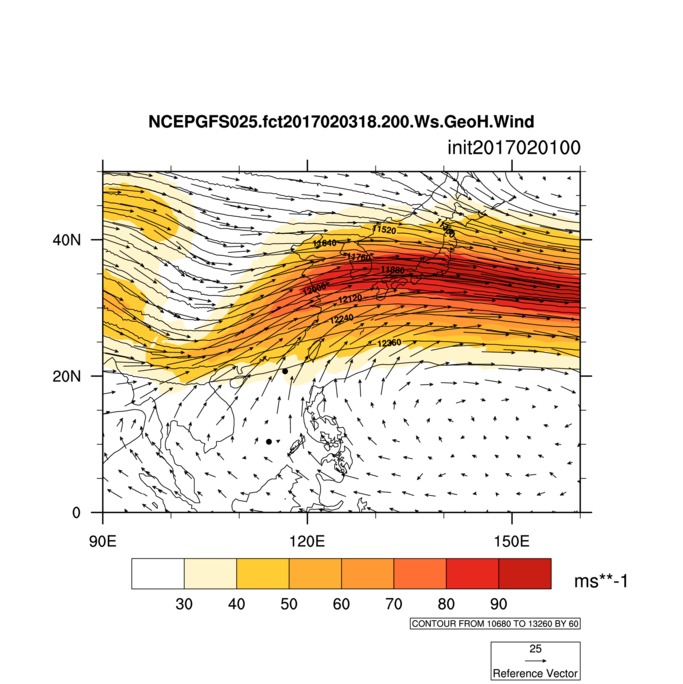 NCEPGFS025.fct2017020318.200.Ws.GeoH.Wind
init2017020100
40N
20N
0
90E 120E 150E
11520
11640
11760
11880
12000
12120
12240
12360
30 40 50 60 70 80 90
ms**-1
CONTOUR FROM 10680 TO 13260 BY 60
25
Reference Vector